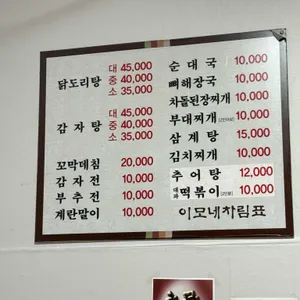 닭도리탕 대 45,000
중 40,000
소 35,000
감자탕 대 45,000
중 40,000
소 35,000
꼬막데침 20,000
감자전 10,000
부추전 10,000
계란말이 10,000
순대국 10,000
뼈해장국 10,000
차돌된장찌개 10,000
부대찌개 10,000
삼계탕 15,000
김치찌개 10,000
추어탕 12,000
떡볶이 10,000
이모네차림표